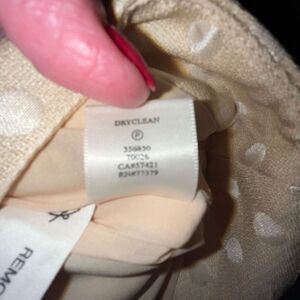 DRYCLEAN
P
356850
70026
CA#57421
RN#77379
REMO